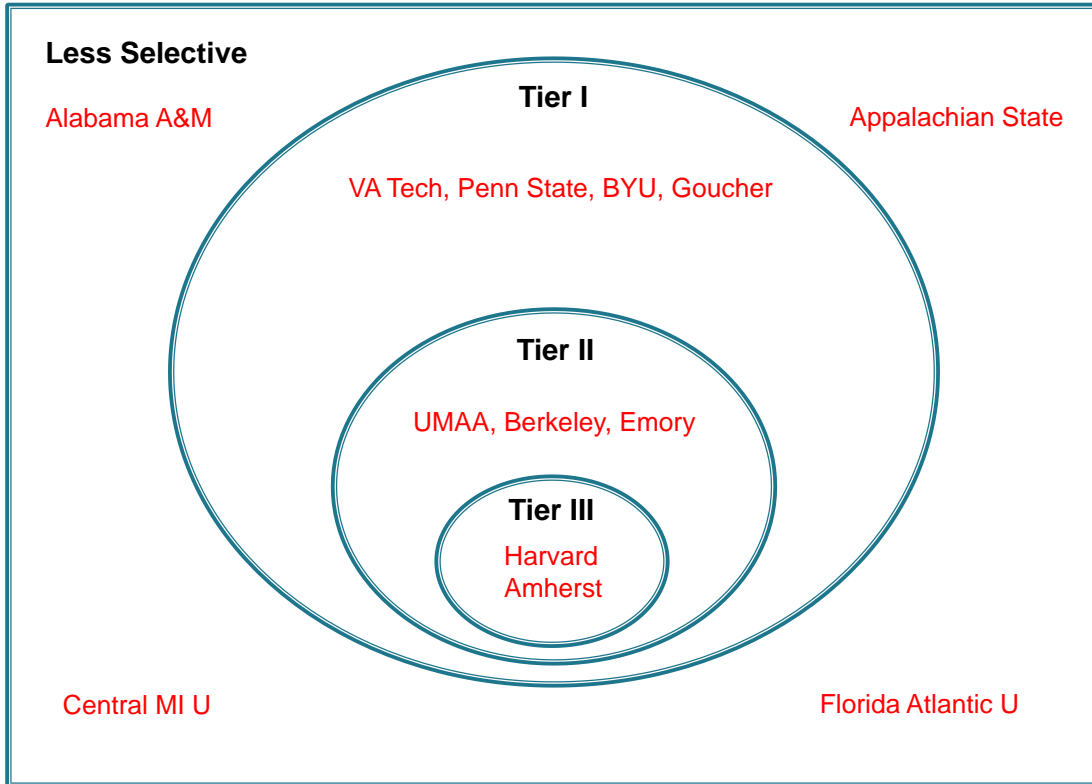 Less Selective
Tier I
Alabama A&M
Appalachian State
VA Tech, Penn State, BYU, Goucher
Tier II
UMAA, Berkeley, Emory
Tier III
Harvard
Amherst
Central MI U
Florida Atlantic U